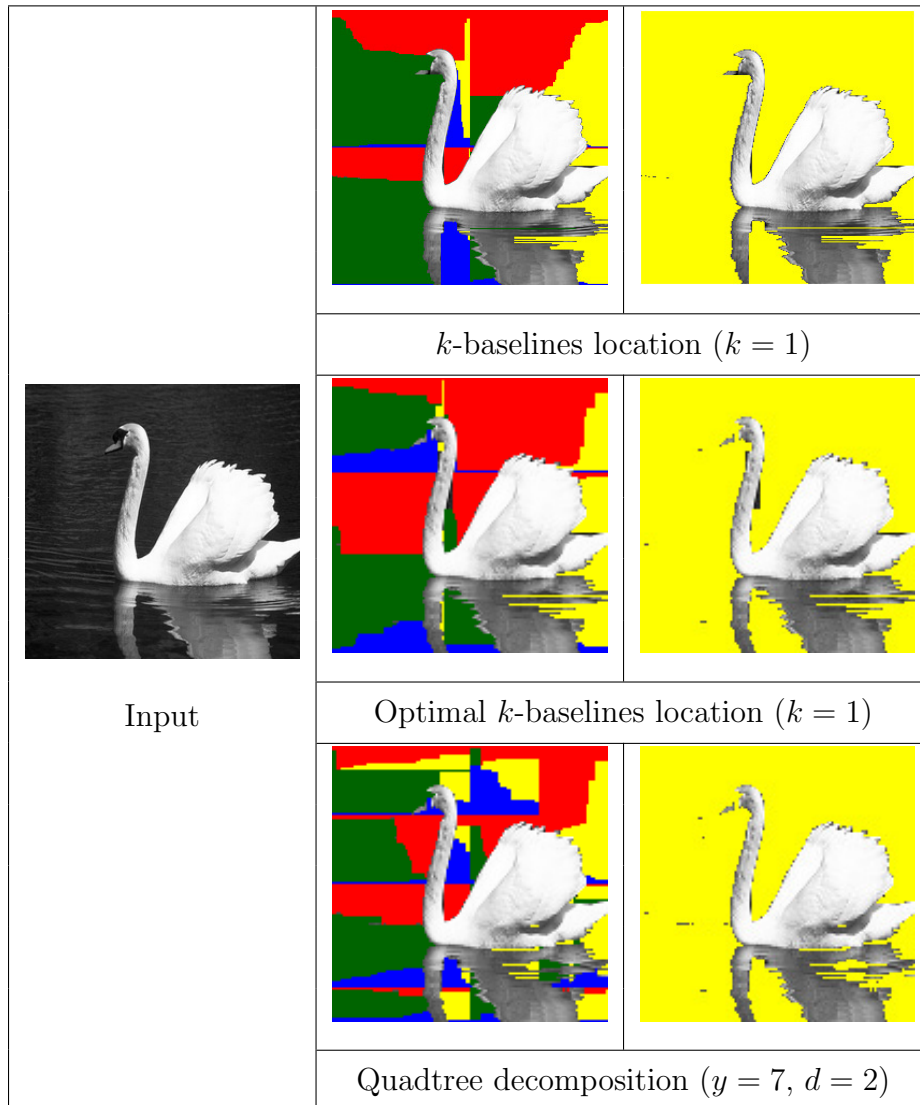 k-baselines location (k = 1)
Input
Optimal k-baselines location (k = 1)
Quadtree decomposition (y = 7, d = 2)